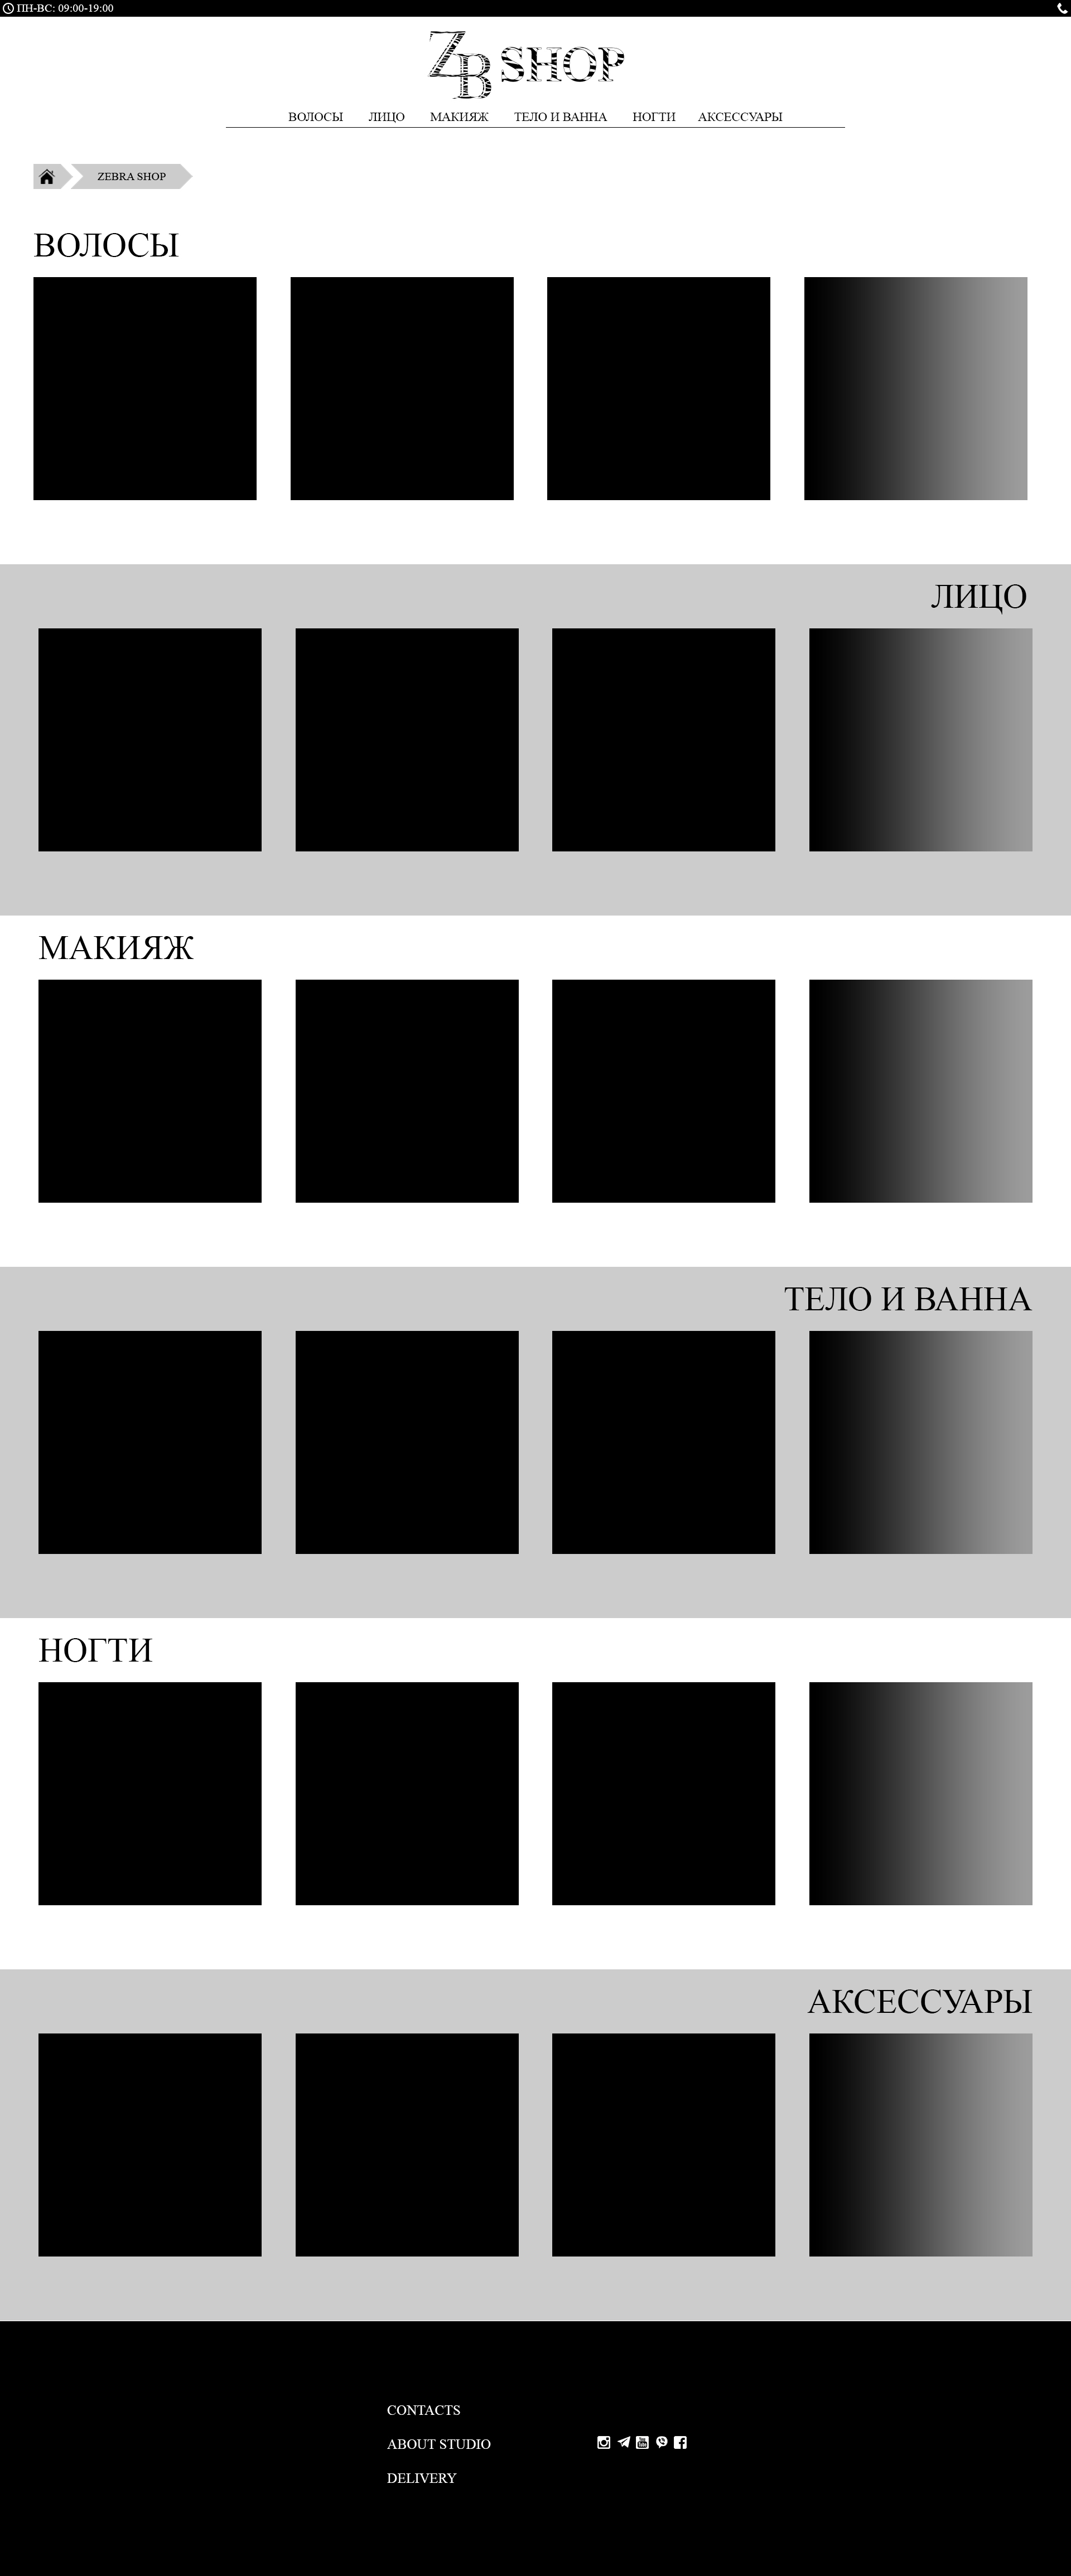 ПН-ВС: 09:00-19:00
ZB SHOP
ВОЛОСЫ ЛИЦО МАКИЯЖ ТЕЛО И ВАННА НОГТИ АКСЕССУАРЫ
ZEBRA SHOP
ВОЛОСЫ
ЛИЦО
МАКИЯЖ
ТЕЛО И ВАННА
НОГТИ
АКСЕССУАРЫ
CONTACTS
ABOUT STUDIO
DELIVERY